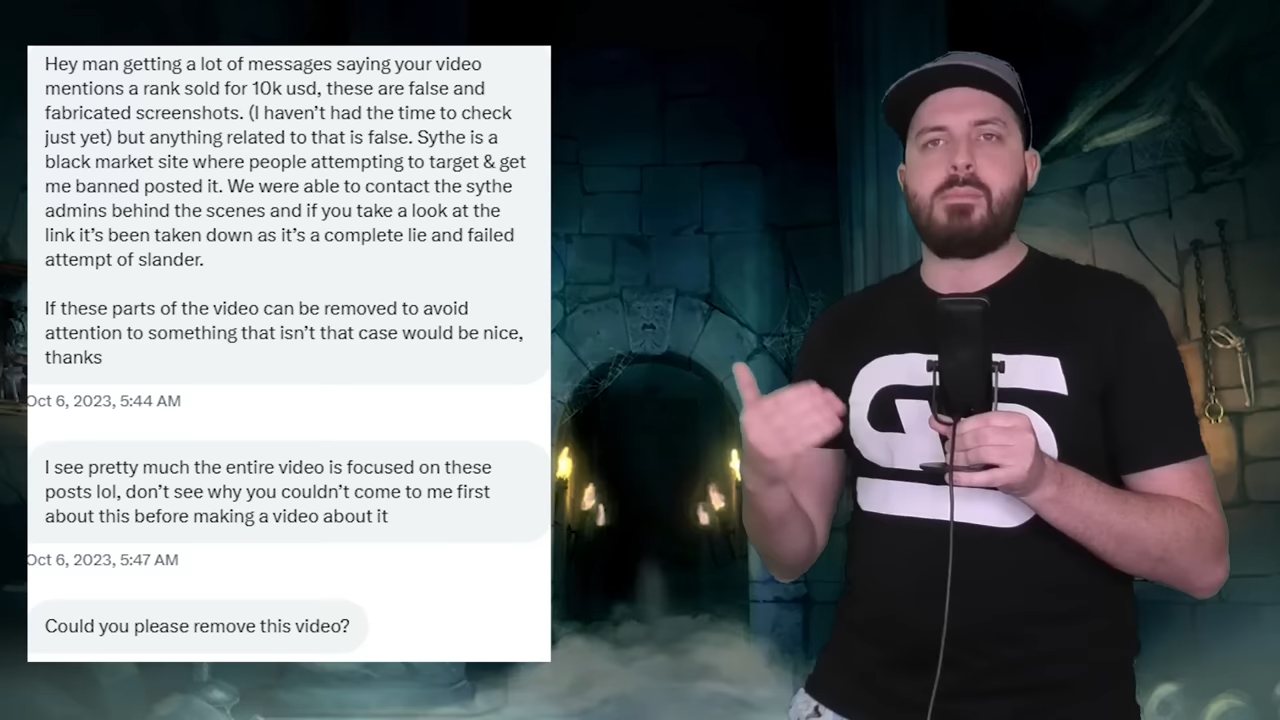 Hey man getting a lot of messages saying your video
mentions a rank sold for 10k usd, these are false and
fabricated screenshots. (I haven’t had the time to check
just yet) but anything related to that is false. Sythe is a
black market site where people attempting to target & get
me banned posted it. We were able to contact the sythe
admins behind the scenes and if you take a look at the
link it’s been taken down as it’s a complete lie and failed
attempt of slander.
If these parts of the video can be removed to avoid
attention to something that isn’t that case would be nice,
thanks
Oct 6, 2023, 5:44 AM
I see pretty much the entire video is focused on these
posts lol, don’t see why you couldn’t come to me first
about this before making a video about it
Oct 6, 2023, 5:47 AM
Could you please remove this video?